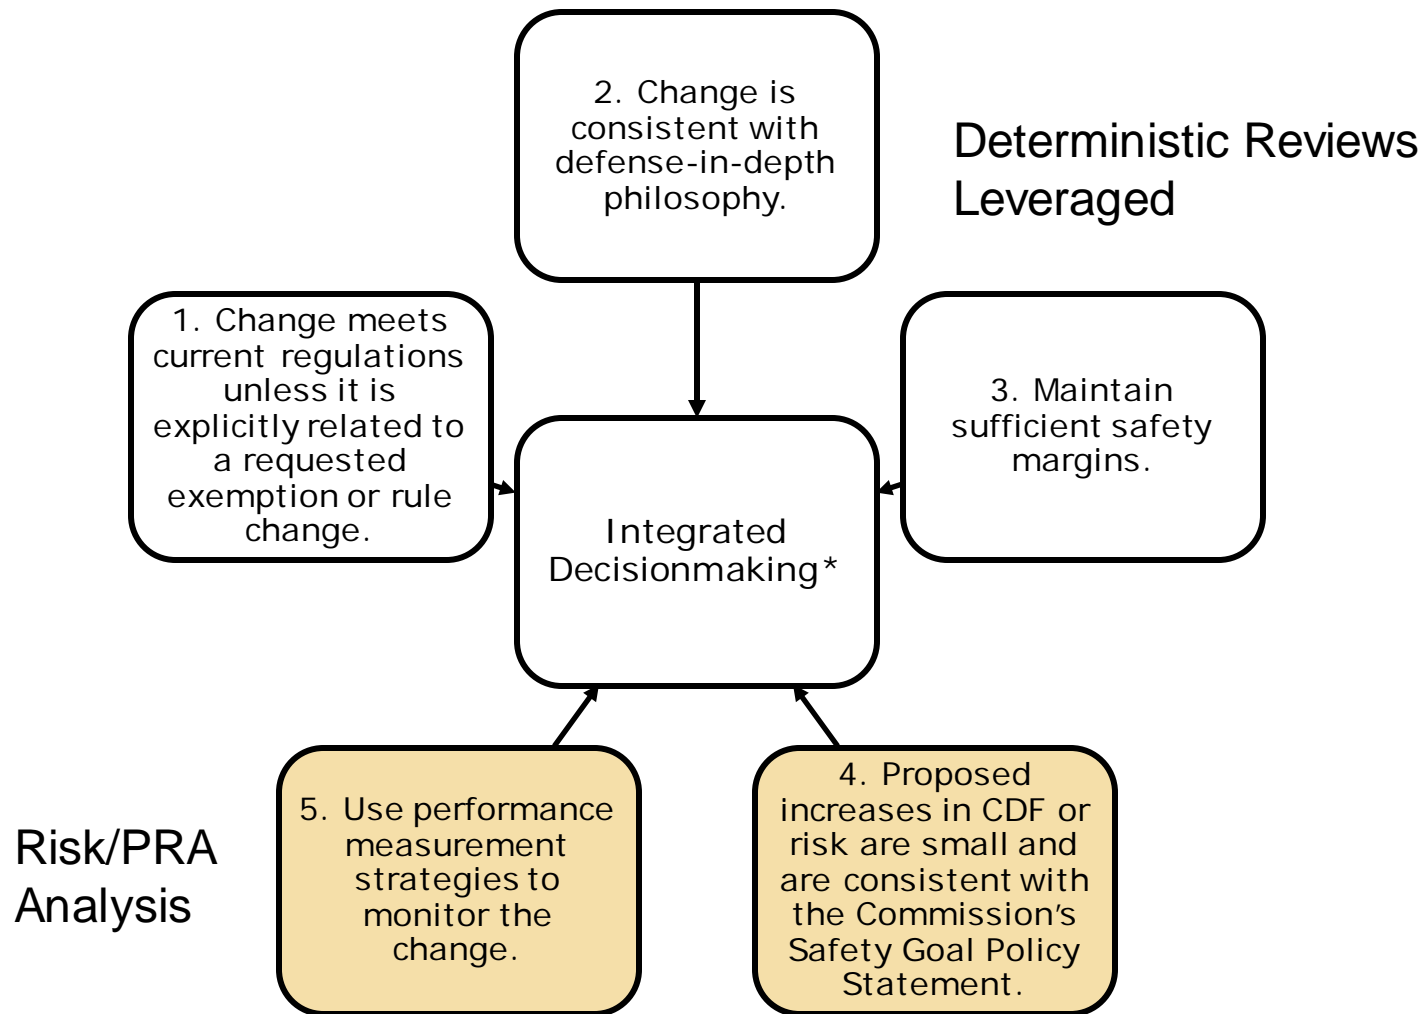 2. Change is
consistent with
defense-in-depth
philosophy.
Deterministic Reviews
Leveraged
1. Change meets
current regulations
unless it is
explicitly related to
a requested
exemption or rule
change.
3. Maintain
sufficient safety
margins.
Integrated
Decisionmaking*
Risk/PRA
Analysis
5. Use performance
measurement
strategies to
monitor the
change.
4. Proposed
increases in CDF or
risk are small and
are consistent with
the Commission's
Safety Goal Policy
Statement.